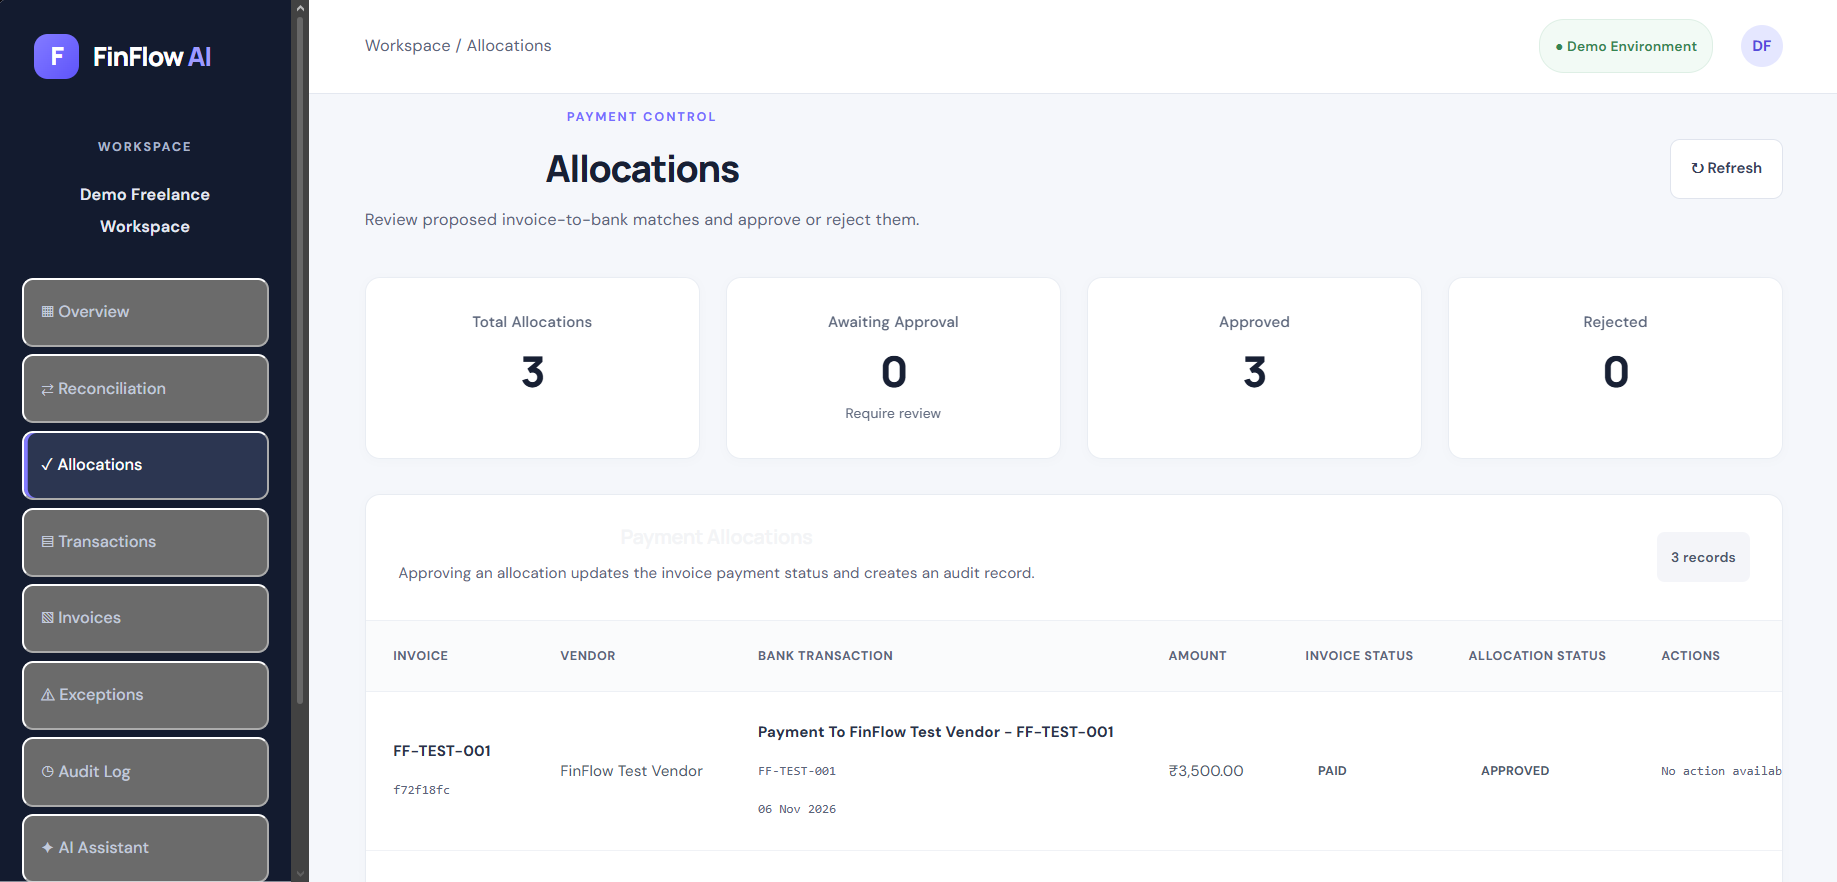 F FinFlow AI
WORKSPACE
Demo Freelance
Workspace
▦ Overview
⇄ Reconciliation
✓ Allocations
▤ Transactions
▧ Invoices
⚠ Exceptions
◷ Audit Log
✦ AI Assistant
Workspace / Allocations
● Demo Environment
DF
PAYMENT CONTROL
Allocations
↻ Refresh
Review proposed invoice-to-bank matches and approve or reject them.
Total Allocations
3
Awaiting Approval
0
Require review
Approved
3
Rejected
0
Payment Allocations
Approving an allocation updates the invoice payment status and creates an audit record.
3 records
INVOICE VENDOR BANK TRANSACTION AMOUNT INVOICE STATUS ALLOCATION STATUS ACTIONS
FF-TEST-001
f72f18fc
FinFlow Test Vendor
Payment To FinFlow Test Vendor - FF-TEST-001
FF-TEST-001
06 Nov 2026
₹3,500.00
PAID
APPROVED
No action availab